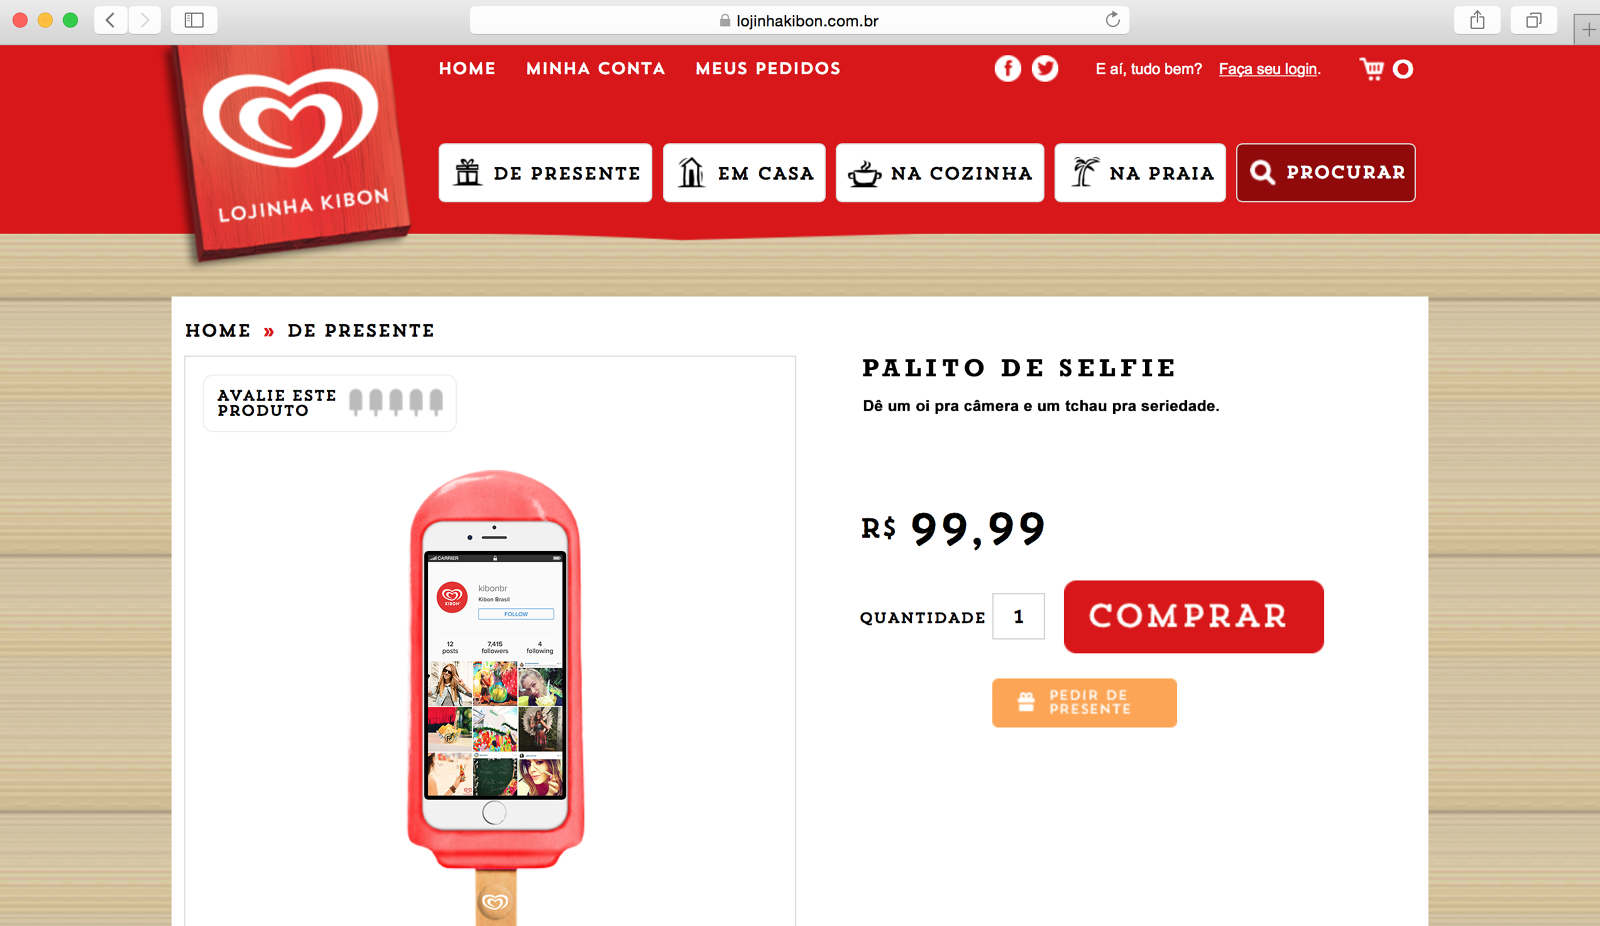 lojinhakibon.com.br
HOME MINHA CONTA MEUS PEDIDOS
E aí, tudo bem? Faça seu login.
LOJINHA KIBON
DE PRESENTE
EM CASA
NA COZINHA
NA PRAIA
PROCURAR
HOME » DE PRESENTE
AVALIE ESTE
PRODUTO
CARRIER
KIBON
kibonbr
Kibon Brasil
FOLLOW
12 7,415 4
posts followers following
PALITO DE SELFIE
Dê um oi pra câmera e um tchau pra seriedade.
R$ 99,99
QUANTIDADE 1
COMPRAR
PEDIR DE
PRESENTE